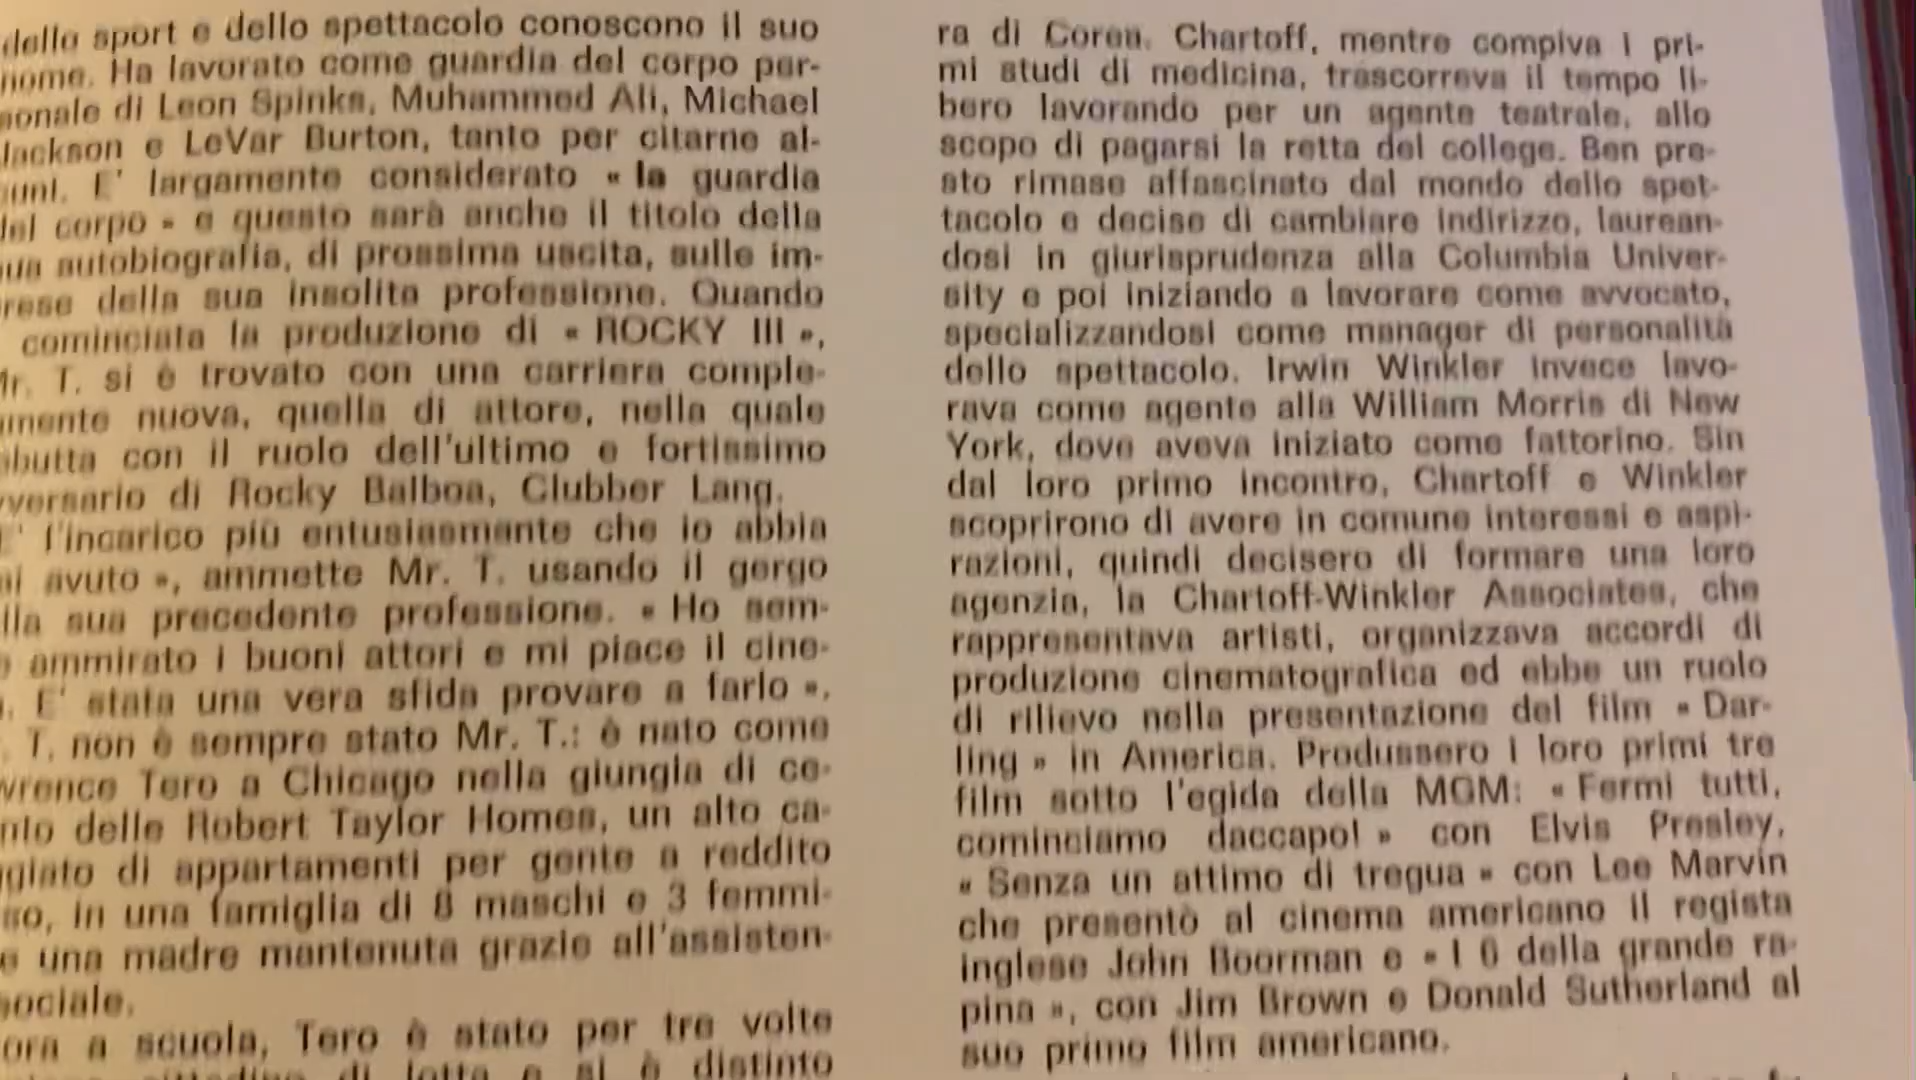 dello sport e dello spettacolo conoscono il suo
nome. Ha lavorato come guardia del corpo per-
sonale di Leon Spinks, Muhammed Ali, Michael
Jackson e LeVar Burton, tanto per citarne al-
cuni. E' largamente considerato « la guardia
del corpo » e questo sarà anche il titolo della
sua autobiografia, di prossima uscita, sulle im-
prese della sua insolita professione. Quando
cominciata la produzione di « ROCKY III »,
Mr. T. si è trovato con una carriera comple-
tamente nuova, quella di attore, nella quale
debutta con il ruolo dell'ultimo e fortissimo
avversario di Rocky Balboa, Clubber Lang.
E' l'incarico più entusiasmante che io abbia
mai avuto », ammette Mr. T. usando il gergo
della sua precedente professione. « Ho sem-
ammirato i buoni attori e mi piace il cine-
E' stata una vera sfida provare a farlo ».
T. non è sempre stato Mr. T.: è nato come
wrence Tero a Chicago nella giungla di ce-
nto delle Robert Taylor Homes, un alto ca-
ggiato di appartamenti per gente a reddito
so, in una famiglia di 8 maschi e 3 femmi-
e una madre mantenuta grazie all'assisten-
sociale.
ora a scuola, Tero è stato per tre volte
cittadino di lotta e si è distinto
ra di Corea. Chartoff, mentre compiva i pri-
mi studi di medicina, trascorreva il tempo li-
bero lavorando per un agente teatrale, allo
scopo di pagarsi la retta del college. Ben pre-
sto rimase affascinato dal mondo dello spet-
tacolo e decise di cambiare indirizzo, laurean-
dosi in giurisprudenza alla Columbia Univer-
sity e poi iniziando a lavorare come avvocato,
specializzandosi come manager di personalità
dello spettacolo. Irwin Winkler invece lavo-
rava come agente alla William Morris di New
York, dove aveva iniziato come fattorino. Sin
dal loro primo incontro, Chartoff e Winkler
scoprirono di avere in comune interessi e aspi-
razioni, quindi decisero di formare una loro
agenzia, la Chartoff-Winkler Associates, che
rappresentava artisti, organizzava accordi di
produzione cinematografica ed ebbe un ruolo
di rilievo nella presentazione del film « Dar-
ling » in America. Produssero i loro primi tre
film sotto l'egida della MGM: « Fermi tutti,
cominciamo daccapo! » con Elvis Presley,
« Senza un attimo di tregua » con Lee Marvin
che presentò al cinema americano il regista
inglese John Boorman e « I 6 della grande ra-
pina », con Jim Brown e Donald Sutherland al
suo primo film americano.